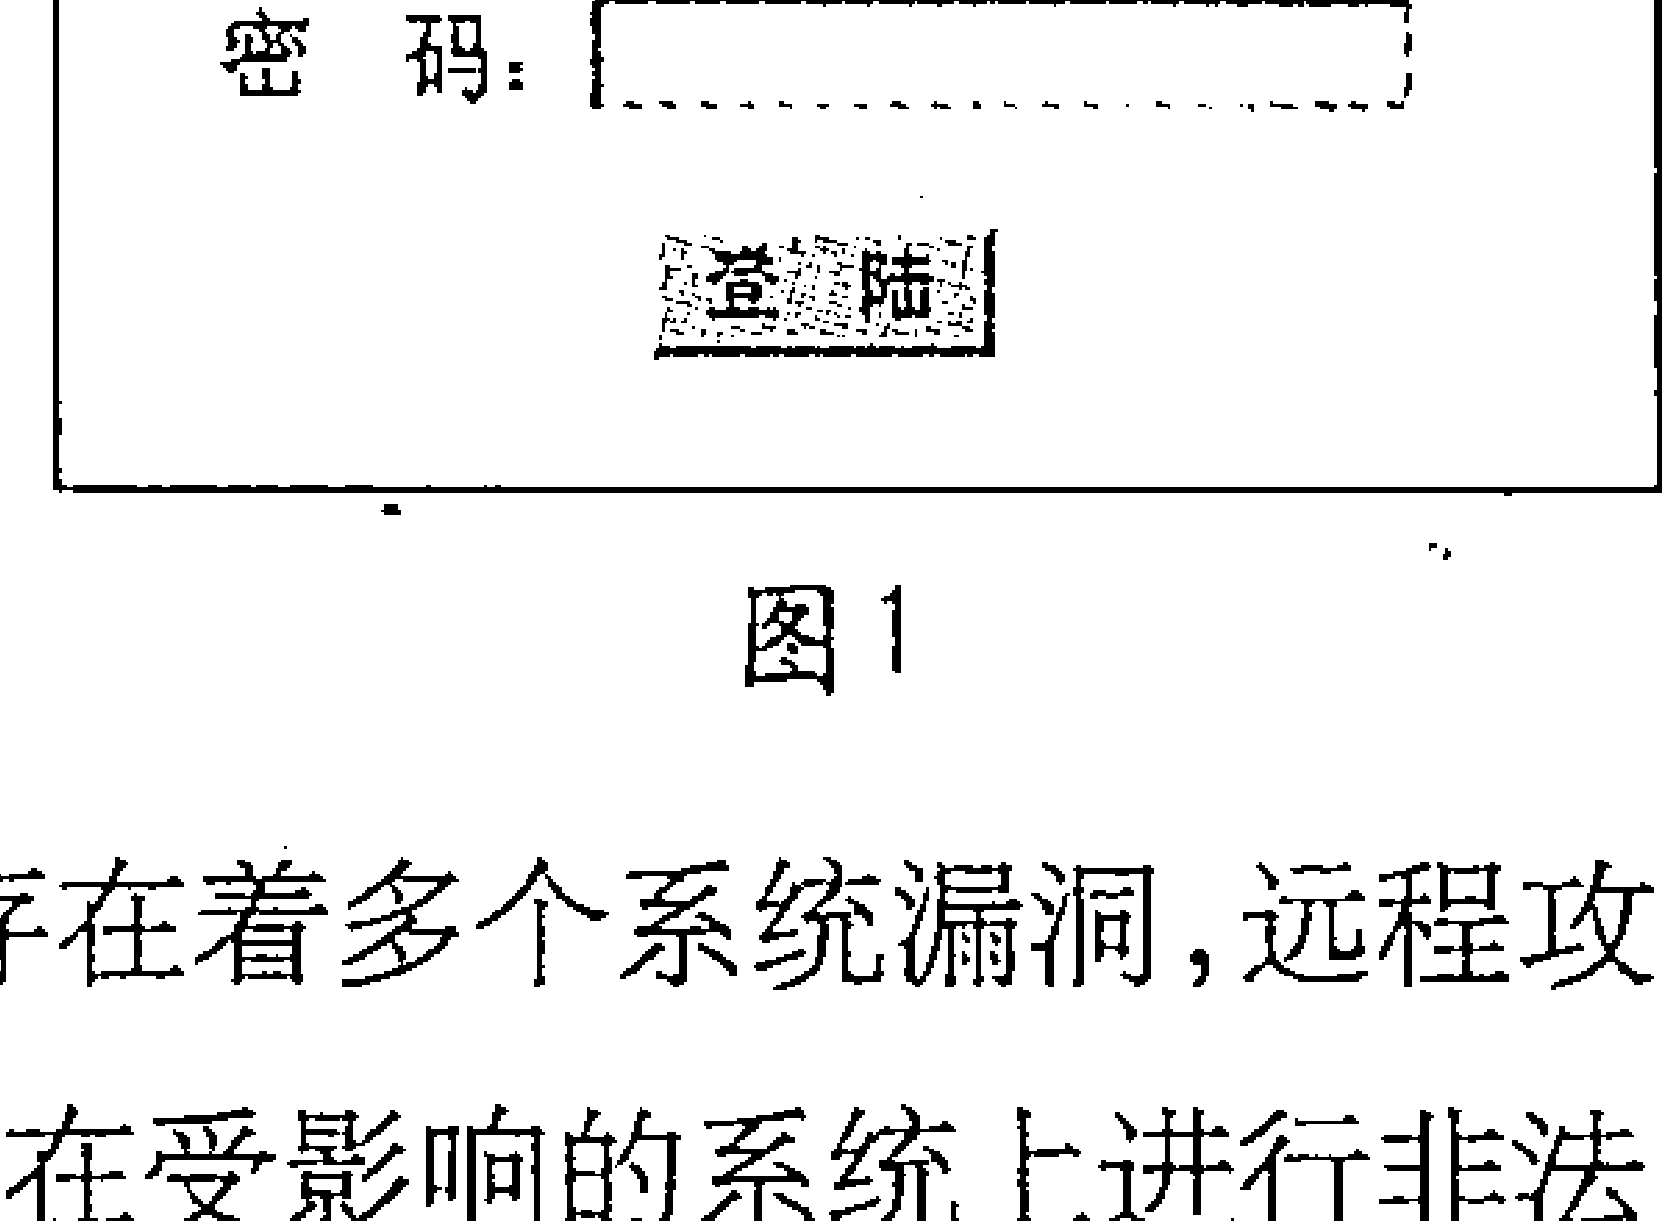 密 码：
登 陆
图 1
存在着多个系统漏洞,远程攻
在受影响的系统上进行非法